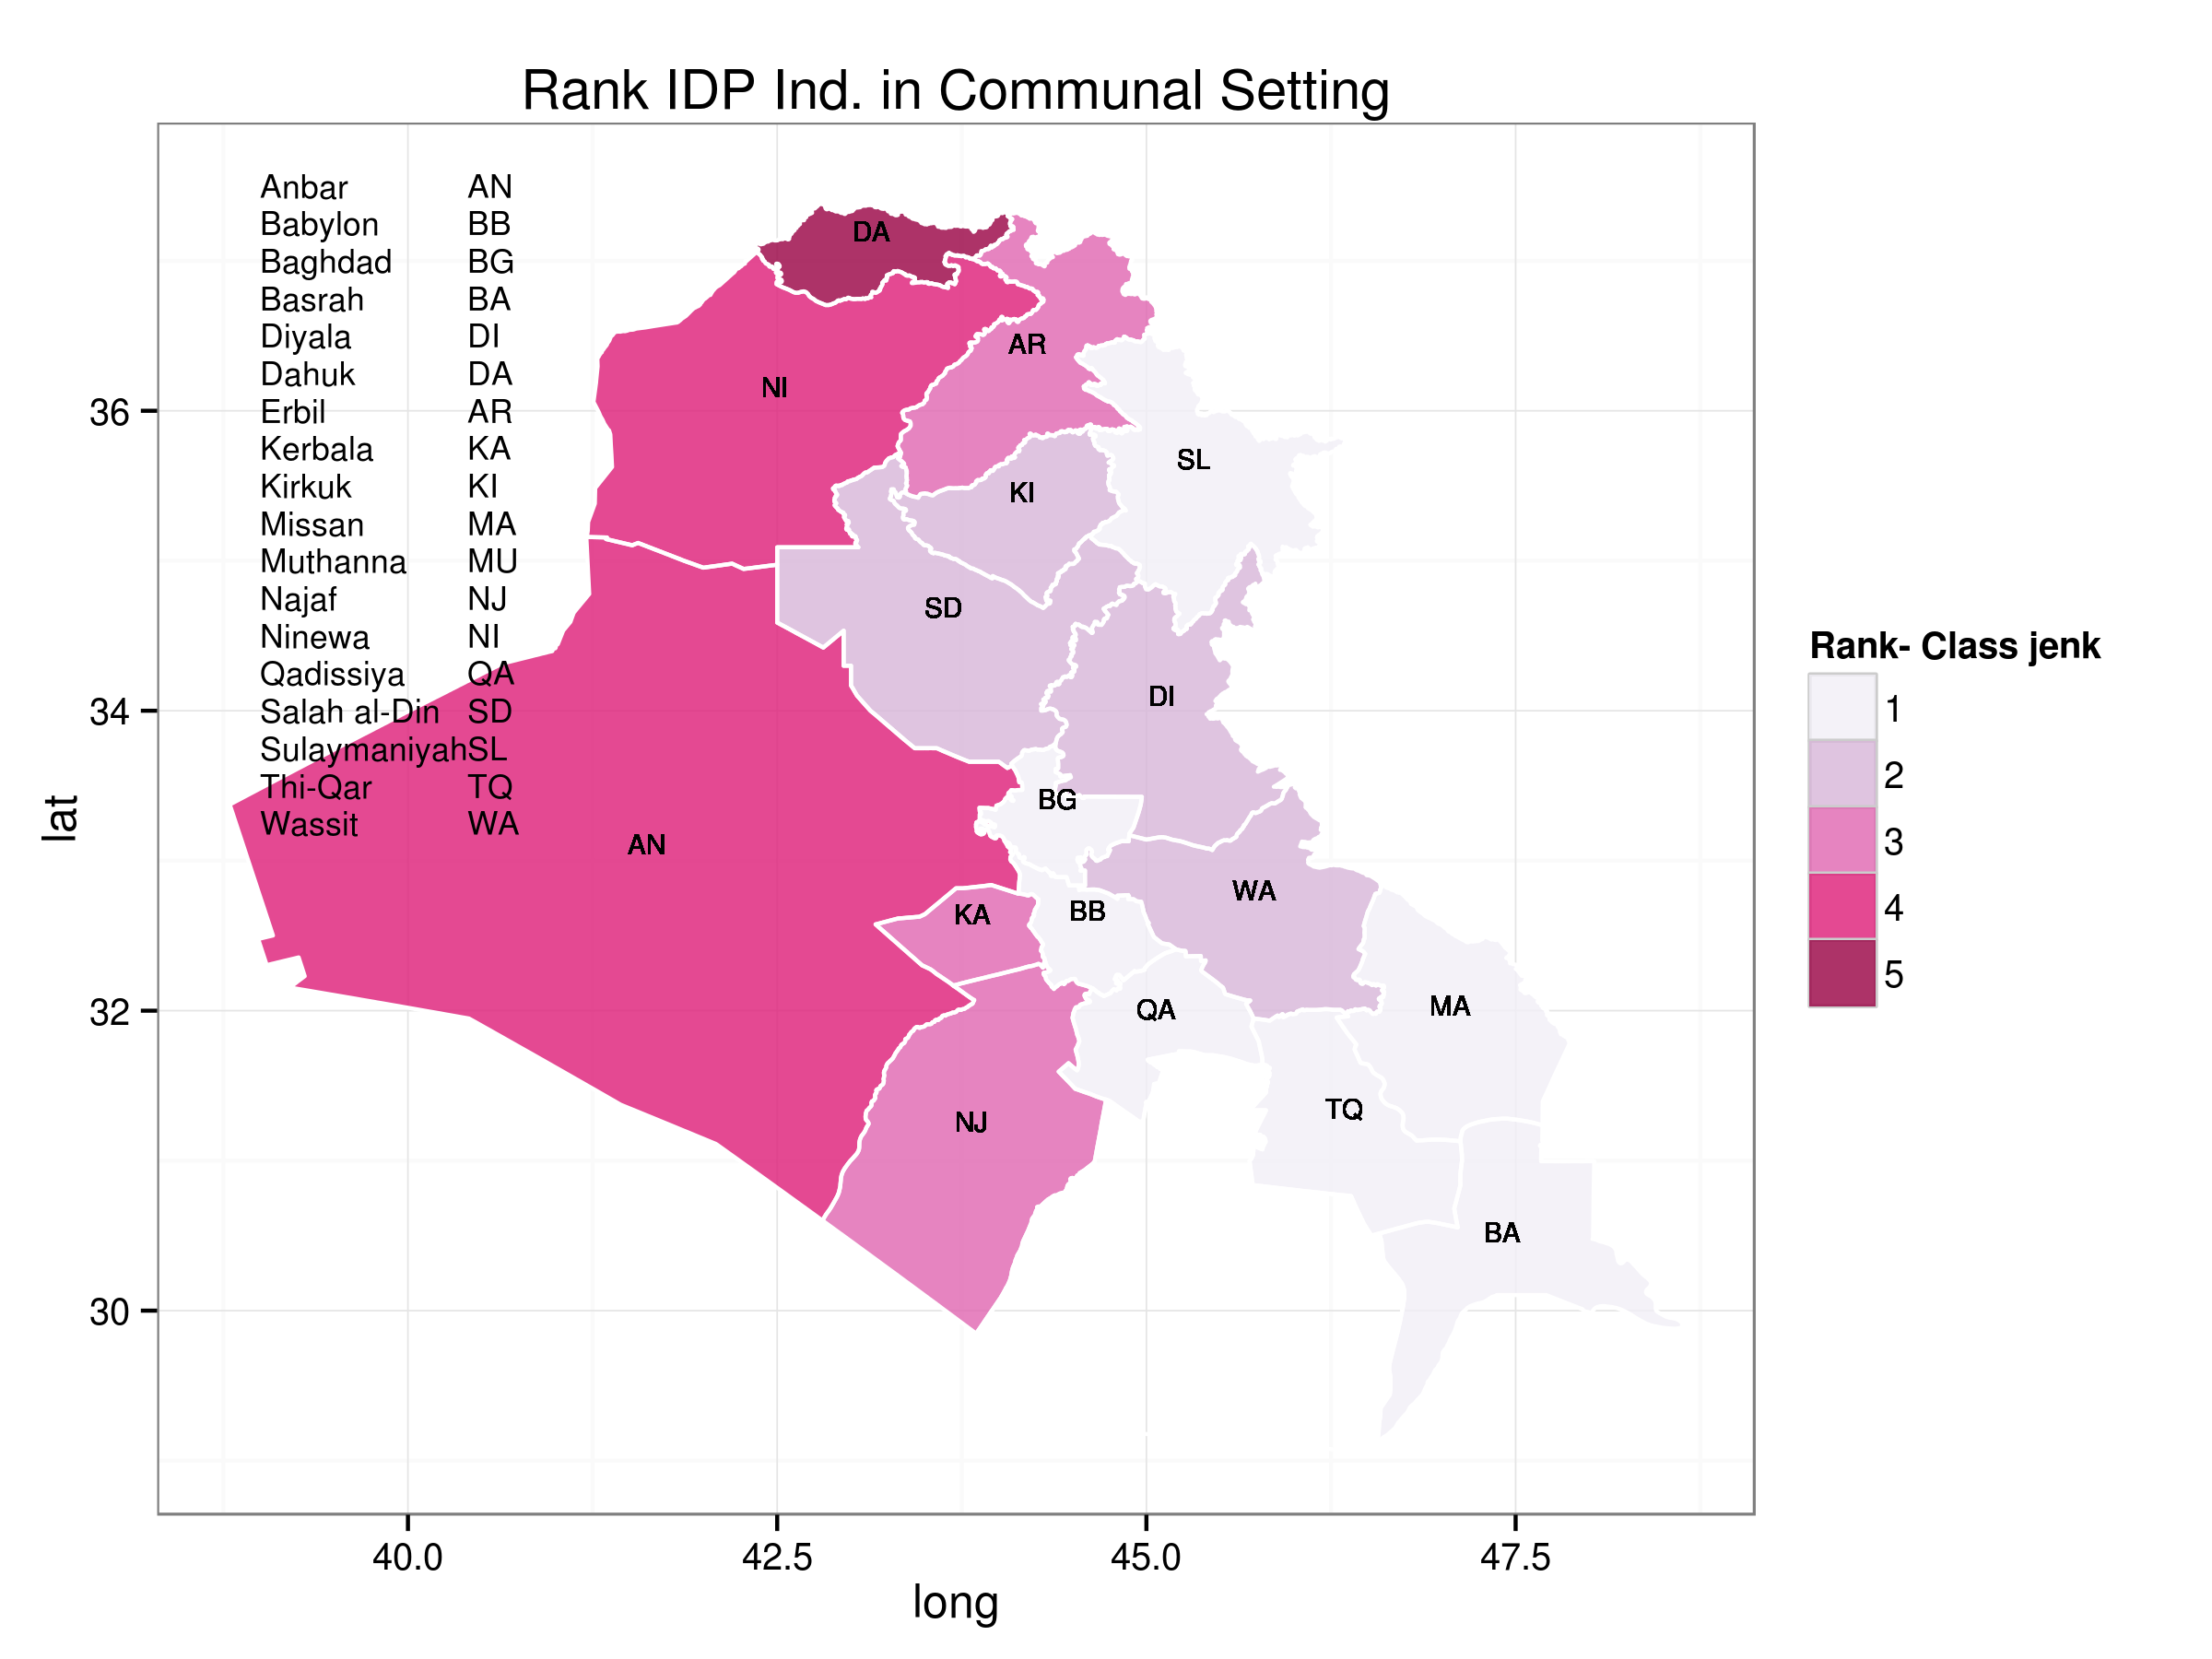 Rank IDP Ind. in Communal Setting
Anbar AN
Babylon BB
Baghdad BG
Basrah BA
Diyala DI
Dahuk DA
Erbil AR
Kerbala KA
Kirkuk KI
Missan MA
Muthanna MU
Najaf NJ
Ninewa NI
Qadissiya QA
Salah al-Din SD
Sulaymaniyah SL
Thi-Qar TQ
Wassit WA
DA
AR
NI
SL
KI
SD
DI
BG
AN
WA
KA
BB
QA
MA
NJ
TQ
BA
36
34
32
30
lat
40.0 42.5 45.0 47.5
long
Rank- Class jenk
1
2
3
4
5